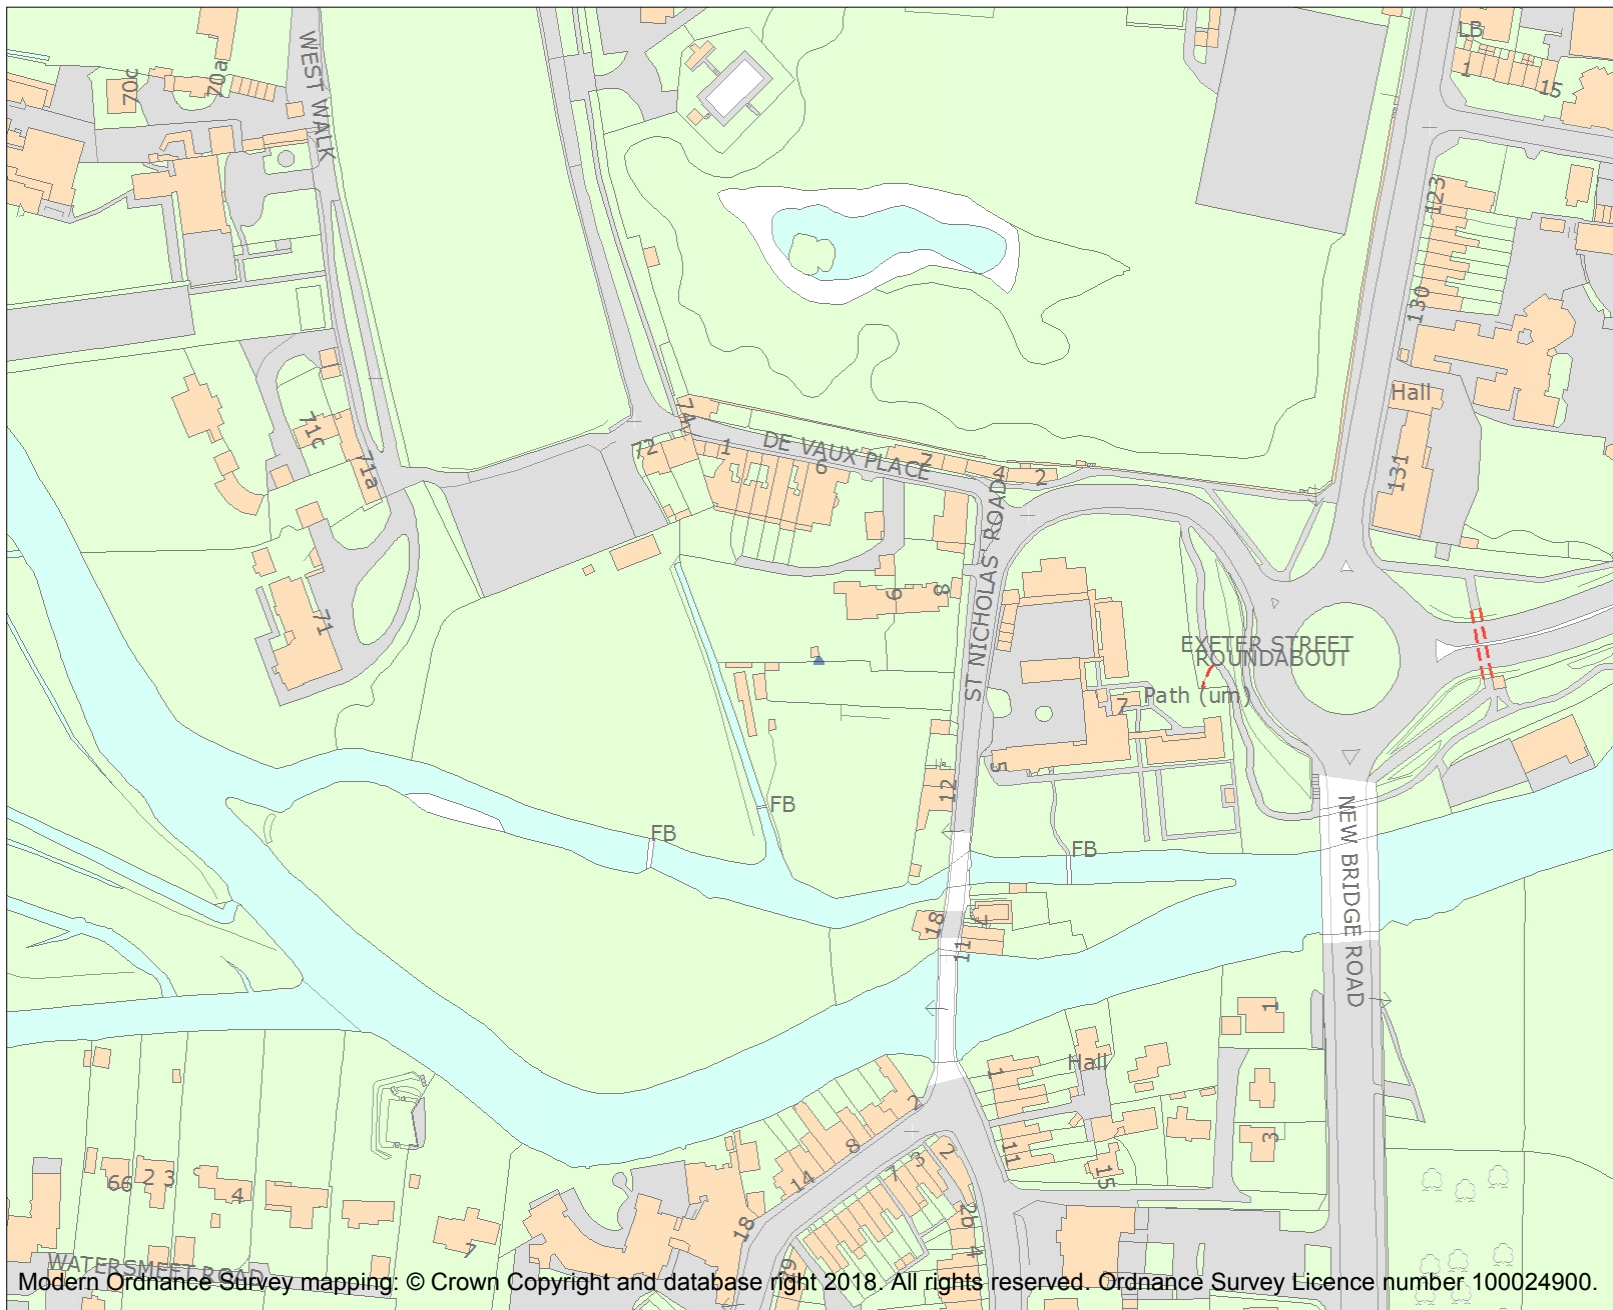 LB
1
15
WEST WALK
70c
70a
123
130
Hall
131
71c
71a
74
72
1
DE VAUX PLACE
6
7
4
2
ST NICHOLAS' ROAD
9
8
71
EXETER STREET
ROUNDABOUT
Path (um)
7
5
12
FB
FB
FB
NEW BRIDGE ROAD
18
11
1
Hall
1
2
8
14
18
11
15
3
2
3
7
2b
4
29
66
2 3
4
7
WATERSMEET ROAD
Modern Ordnance Survey mapping: © Crown Copyright and database right 2018. All rights reserved. Ordnance Survey Licence number 100024900.